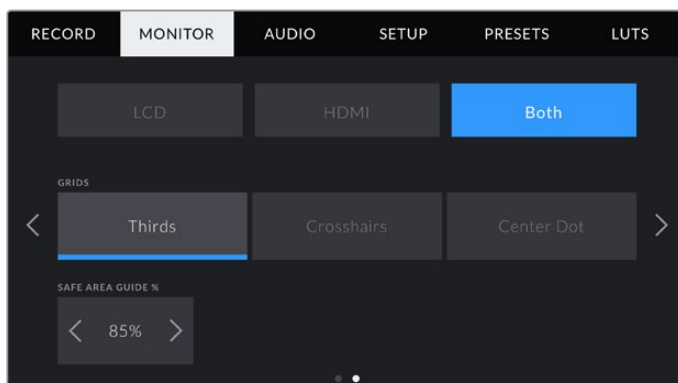 RECORD MONITOR AUDIO SETUP PRESETS LUTS
LCD HDMI Both
GRIDS
Thirds Crosshairs Center Dot
SAFE AREA GUIDE %
85%